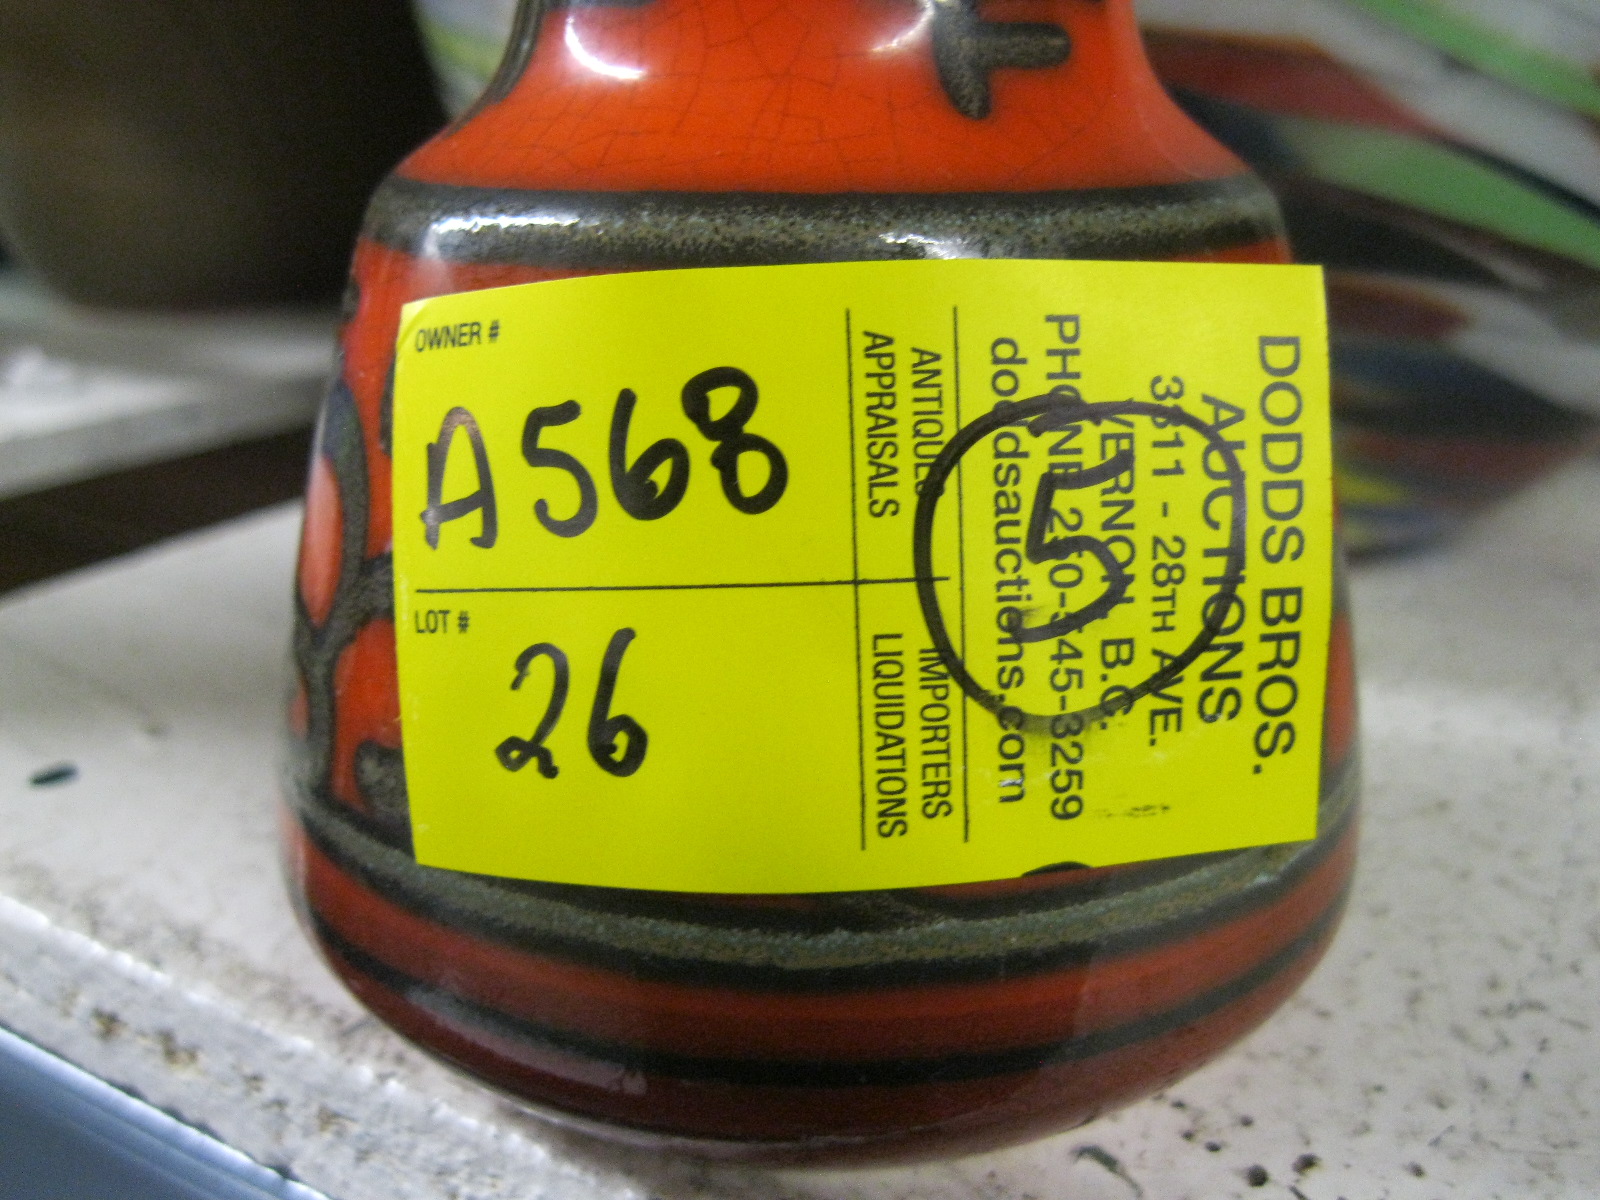 OWNER #
A568
LOT #
26
ANTIQUES IMPORTERS
APPRAISALS LIQUIDATIONS
DODDS BROS.
AUCTIONS
3311 - 28TH AVE.
VERNON, B.C.
PHONE 250-545-3259
doddsauctions.com
5